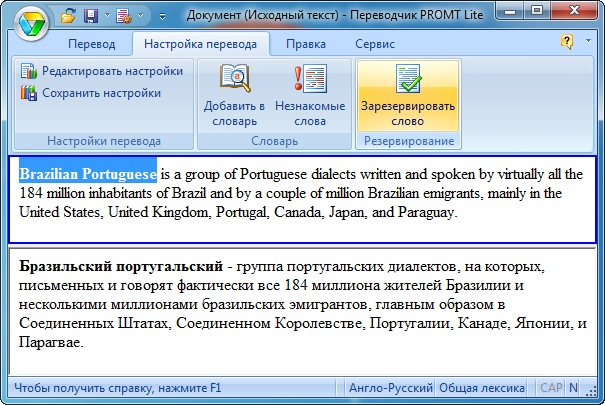 Документ (Исходный текст) - Переводчик PROMT Lite
Перевод Настройка перевода Правка Сервис
Редактировать настройки
Сохранить настройки
Добавить в словарь
Незнакомые слова
Зарезервировать слово
Настройки перевода Словарь Резервирование
Brazilian Portuguese is a group of Portuguese dialects written and spoken by virtually all the
184 million inhabitants of Brazil and by a couple of million Brazilian emigrants, mainly in the
United States, United Kingdom, Portugal, Canada, Japan, and Paraguay.
Бразильский португальский - группа португальских диалектов, на которых,
письменных и говорят фактически все 184 миллиона жителей Бразилии и
несколькими миллионами бразильских эмигрантов, главным образом в
Соединенных Штатах, Соединенном Королевстве, Португалии, Канаде, Японии, и
Парагвае.
Чтобы получить справку, нажмите F1 Англо-Русский Общая лексика CAP N